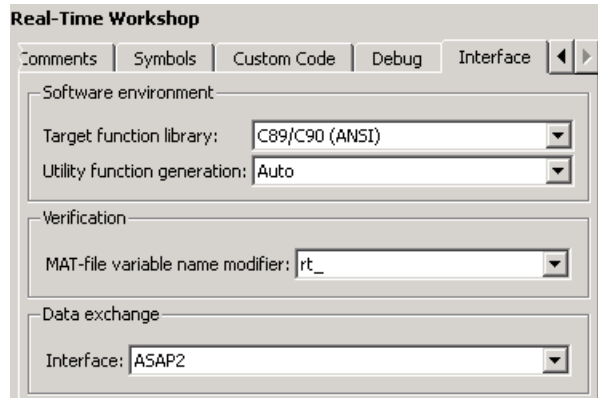 Real-Time Workshop
Comments Symbols Custom Code Debug Interface
Software environment
Target function library: C89/C90 (ANSI)
Utility function generation: Auto
Verification
MAT-file variable name modifier: rt_
Data exchange
Interface: ASAP2